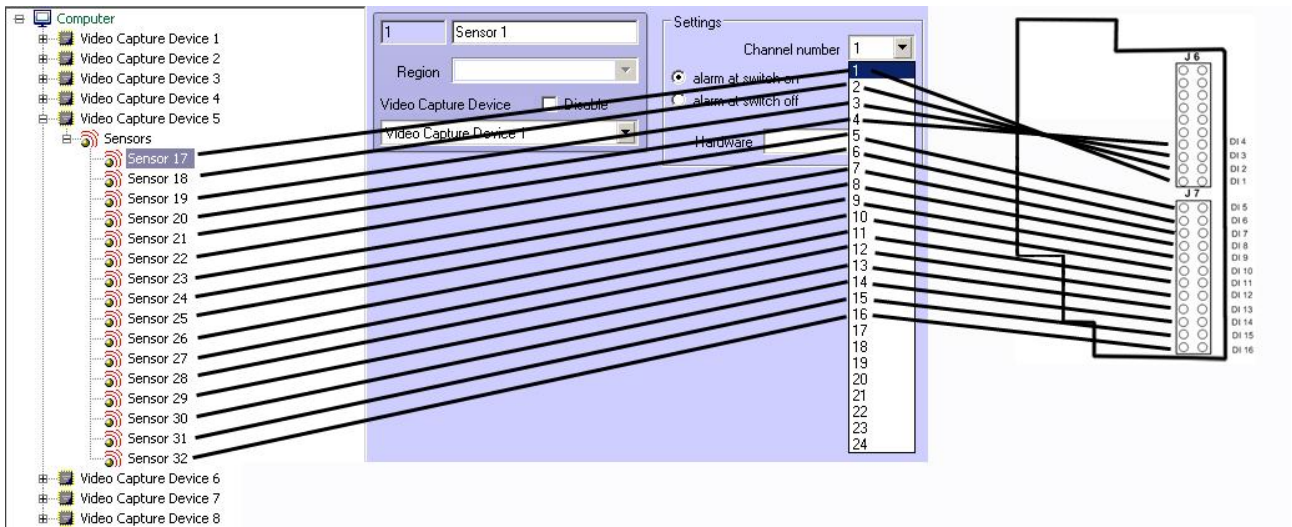 Computer
Video Capture Device 1
Video Capture Device 2
Video Capture Device 3
Video Capture Device 4
Video Capture Device 5
Sensors
Sensor 17
Sensor 18
Sensor 19
Sensor 20
Sensor 21
Sensor 22
Sensor 23
Sensor 24
Sensor 25
Sensor 26
Sensor 27
Sensor 28
Sensor 29
Sensor 30
Sensor 31
Sensor 32
Video Capture Device 6
Video Capture Device 7
Video Capture Device 8
1 Sensor 1
Region
Video Capture Device Disable
Video Capture Device 1
Settings
Channel number 1
alarm at switch on
alarm at switch off
Hardware
1
2
3
4
5
6
7
8
9
10
11
12
13
14
15
16
17
18
19
20
21
22
23
24
J6
DI 4
DI 3
DI 2
DI 1
J7
DI 5
DI 6
DI 7
DI 8
DI 9
DI 10
DI 11
DI 12
DI 13
DI 14
DI 15
DI 16